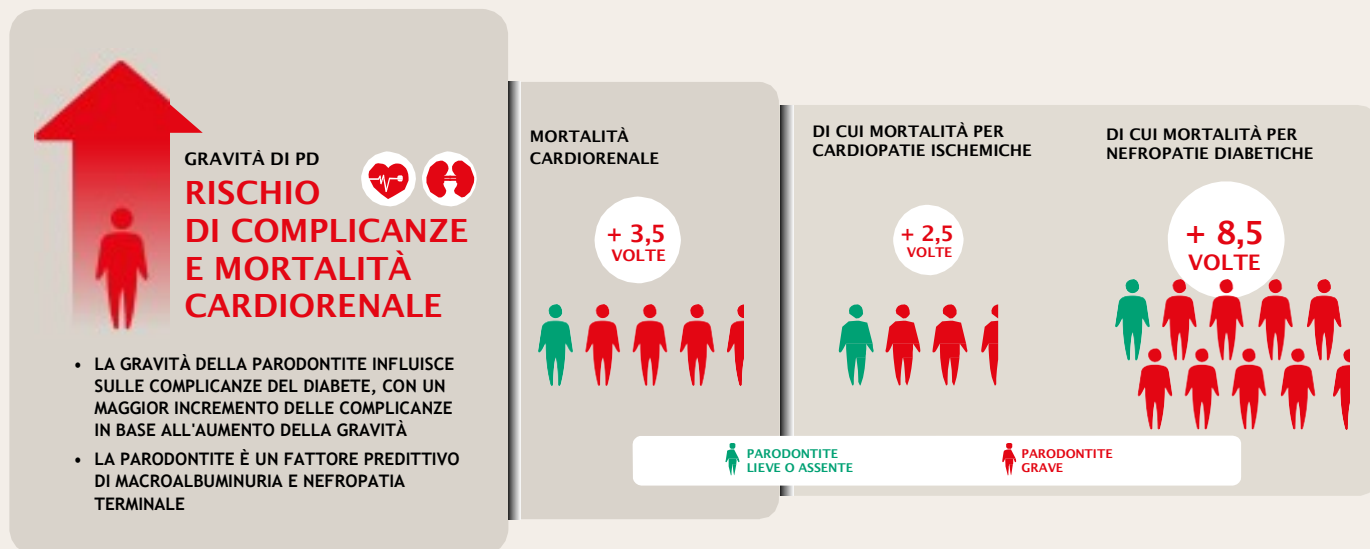 GRAVITÀ DI PD
RISCHIO
DI COMPLICANZE
E MORTALITÀ
CARDIORENALE
• LA GRAVITÀ DELLA PARODONTITE INFLUISCE
SULLE COMPLICANZE DEL DIABETE, CON UN
MAGGIOR INCREMENTO DELLE COMPLICANZE
IN BASE ALL'AUMENTO DELLA GRAVITÀ
• LA PARODONTITE È UN FATTORE PREDITTIVO
DI MACROALBUMINURIA E NEFROPATIA
TERMINALE
MORTALITÀ
CARDIORENALE
+ 3,5
VOLTE
DI CUI MORTALITÀ PER
CARDIOPATIE ISCHEMICHE
+ 2,5
VOLTE
DI CUI MORTALITÀ PER
NEFROPATIE DIABETICHE
+ 8,5
VOLTE
PARODONTITE
LIEVE O ASSENTE
PARODONTITE
GRAVE